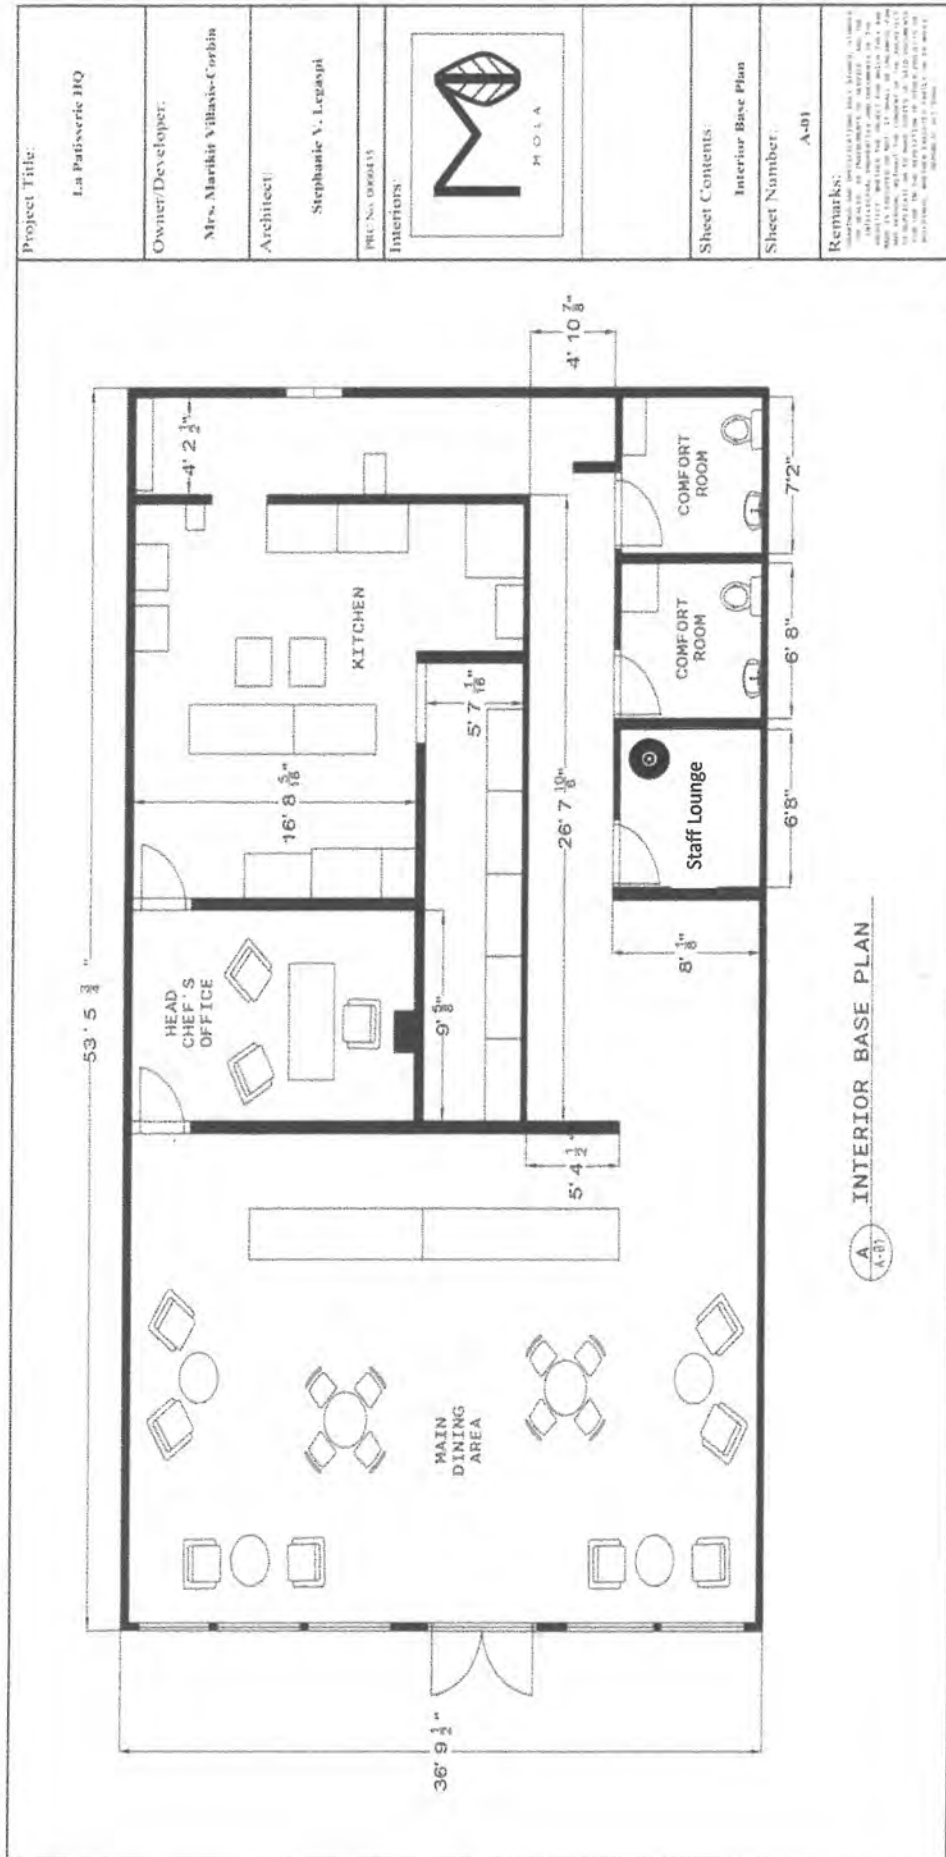 Project Title:
La Patisserie HQ
Owner/Developer:
Mrs. Marikit Villasis-Corbin
Architect:
Stephanie V. Legaspi
PRC No. 0000435
Interiors:
M
MOLA
Sheet Contents:
Interior Base Plan
Sheet Number:
A-01
Remarks:
53' 5 3/4"
36' 9 1/2"
4' 2 1/2"
4' 10 7/8"
KITCHEN
16' 8 5/16"
5' 7 1/16"
HEAD
CHEF'S
OFFICE
9' 5/8"
26' 7 10/6"
5' 4 1/2"
8' 1/8"
COMFORT
ROOM
7'2"
COMFORT
ROOM
6' 8"
Staff Lounge
6'8"
MAIN
DINING
AREA
A
A-01
INTERIOR BASE PLAN